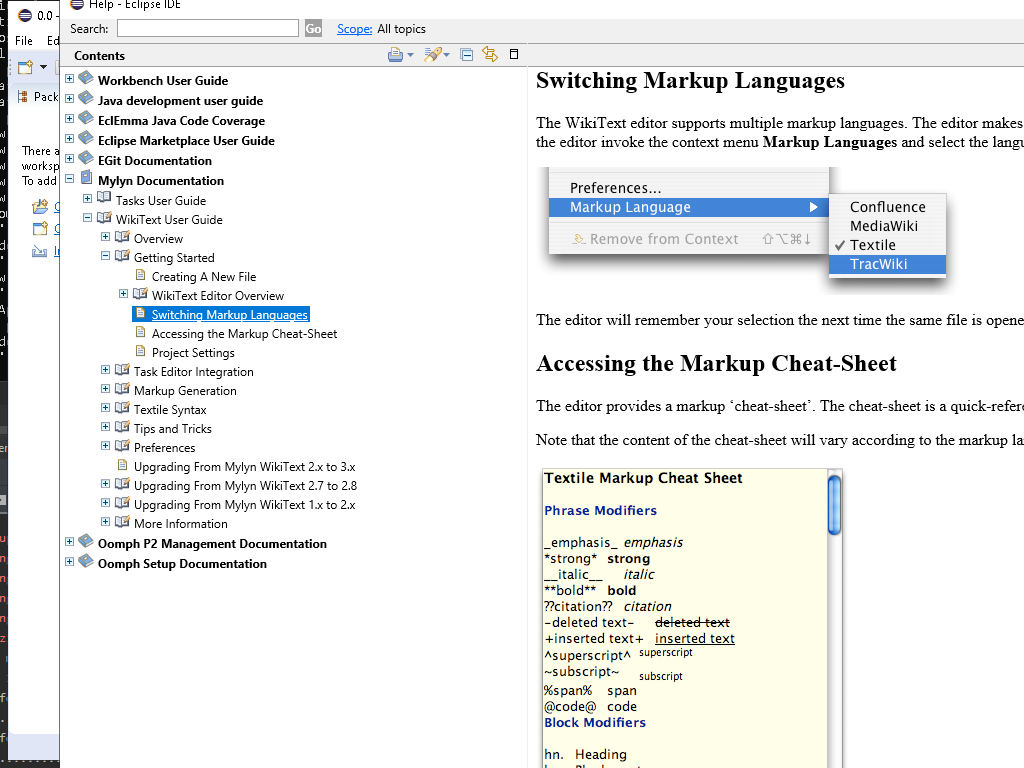 0.0 -
Help - Eclipse IDE
File Ed
Search: Go Scope: All topics
Contents
Pack
There a
worksp
To add
Workbench User Guide
Java development user guide
EclEmma Java Code Coverage
Eclipse Marketplace User Guide
EGit Documentation
Mylyn Documentation
Tasks User Guide
WikiText User Guide
Overview
Getting Started
Creating A New File
WikiText Editor Overview
Switching Markup Languages
Accessing the Markup Cheat-Sheet
Project Settings
Task Editor Integration
Markup Generation
Textile Syntax
Tips and Tricks
Preferences
Upgrading From Mylyn WikiText 2.x to 3.x
Upgrading From Mylyn WikiText 2.7 to 2.8
Upgrading From Mylyn WikiText 1.x to 2.x
More Information
Oomph P2 Management Documentation
Oomph Setup Documentation
Switching Markup Languages
The WikiText editor supports multiple markup languages. The editor makes
the editor invoke the context menu Markup Languages and select the langu
Preferences...
Markup Language
Remove from Context ⇧⌥⌘↓
Confluence
MediaWiki
✓ Textile
TracWiki
The editor will remember your selection the next time the same file is opene
Accessing the Markup Cheat-Sheet
The editor provides a markup ‘cheat-sheet’. The cheat-sheet is a quick-refere
Note that the content of the cheat-sheet will vary according to the markup la
Textile Markup Cheat Sheet
Phrase Modifiers
_emphasis_ emphasis
*strong* strong
__italic__ italic
**bold** bold
??citation?? citation
-deleted text- deleted text
+inserted text+ inserted text
^superscript^ superscript
~subscript~ subscript
%span% span
@code@ code
Block Modifiers
hn. Heading